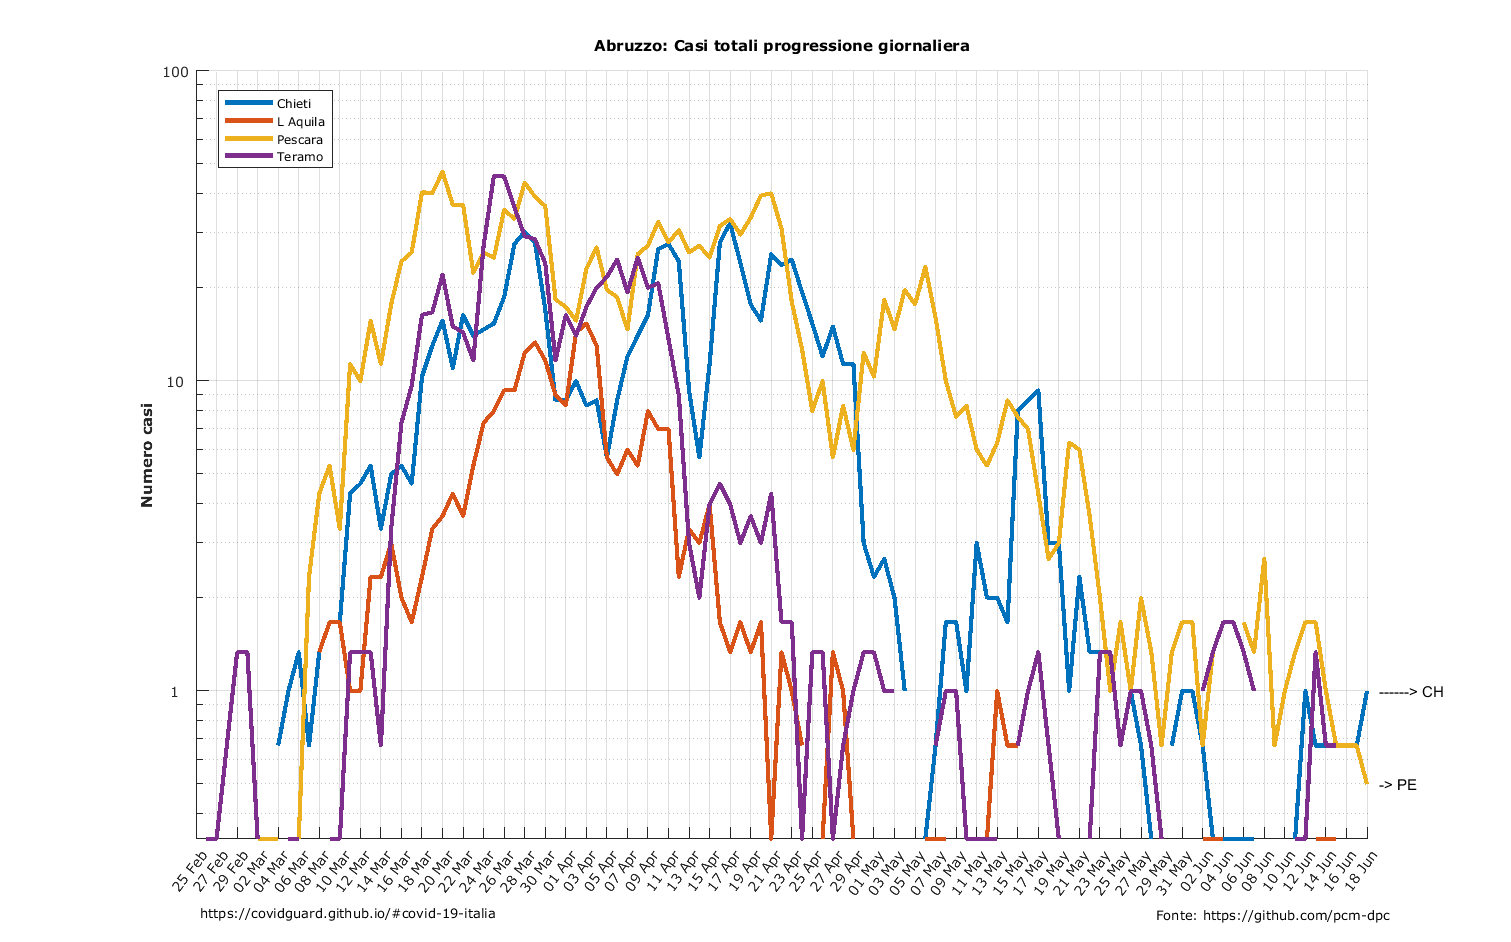 Abruzzo: Casi totali progressione giornaliera
100
10
1
Numero casi
Chieti
L Aquila
Pescara
Teramo
------> CH
-> PE
25 Feb
27 Feb
29 Feb
02 Mar
04 Mar
06 Mar
08 Mar
10 Mar
12 Mar
14 Mar
16 Mar
18 Mar
20 Mar
22 Mar
24 Mar
26 Mar
28 Mar
30 Mar
01 Apr
03 Apr
05 Apr
07 Apr
09 Apr
11 Apr
13 Apr
15 Apr
17 Apr
19 Apr
21 Apr
23 Apr
25 Apr
27 Apr
29 Apr
01 May
03 May
05 May
07 May
09 May
11 May
13 May
15 May
17 May
19 May
21 May
23 May
25 May
27 May
29 May
31 May
02 Jun
04 Jun
06 Jun
08 Jun
10 Jun
12 Jun
14 Jun
16 Jun
18 Jun
https://covidguard.github.io/#covid-19-italia
Fonte: https://github.com/pcm-dpc